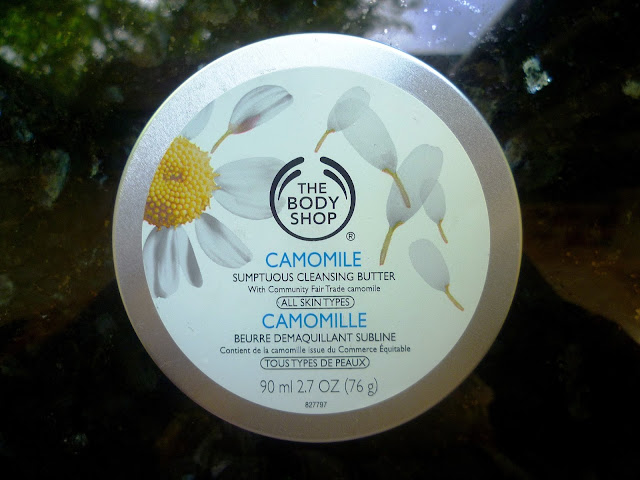 THE
BODY
SHOP
®
CAMOMILE
SUMPTUOUS CLEANSING BUTTER
With Community Fair Trade camomile
ALL SKIN TYPES
CAMOMILLE
BEURRE DEMAQUILLANT SUBLINE
Contient de la camomille issue du Commerce Équitable
TOUS TYPES DE PEAUX
90 ml 2.7 OZ (76 g)
827797